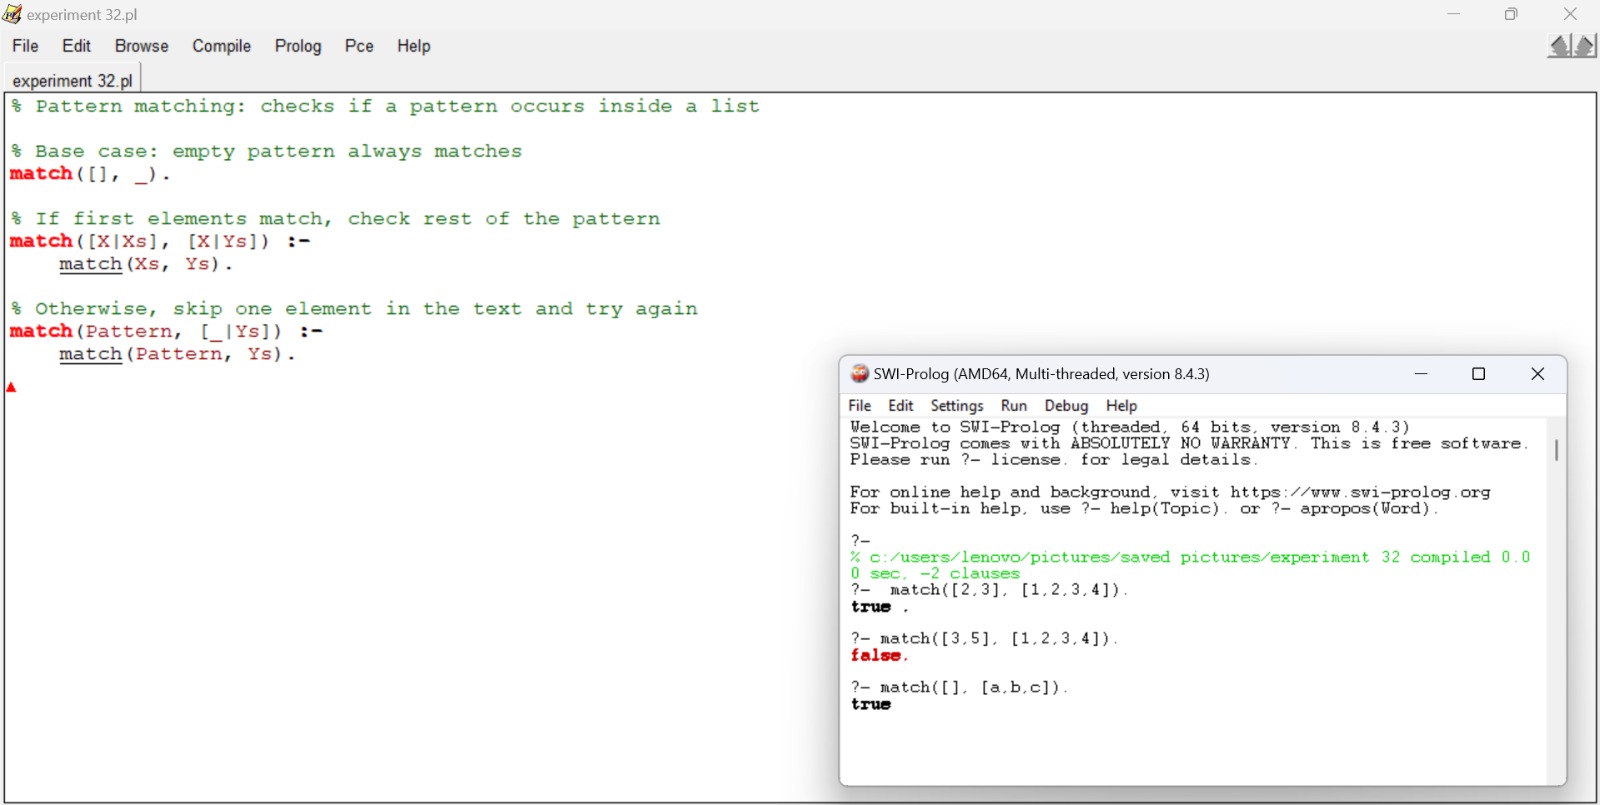 experiment 32.pl
File Edit Browse Compile Prolog Pce Help
experiment 32.pl
% Pattern matching: checks if a pattern occurs inside a list
% Base case: empty pattern always matches
match([], _).
% If first elements match, check rest of the pattern
match([X|Xs], [X|Ys]) :-
    match(Xs, Ys).
% Otherwise, skip one element in the text and try again
match(Pattern, [_|Ys]) :-
    match(Pattern, Ys).
SWI-Prolog (AMD64, Multi-threaded, version 8.4.3)
File Edit Settings Run Debug Help
Welcome to SWI-Prolog (threaded, 64 bits, version 8.4.3)
SWI-Prolog comes with ABSOLUTELY NO WARRANTY. This is free software.
Please run ?- license. for legal details.
For online help and background, visit https://www.swi-prolog.org
For built-in help, use ?- help(Topic). or ?- apropos(Word).
?-
% c:/users/lenovo/pictures/saved pictures/experiment 32 compiled 0.0
0 sec, -2 clauses
?-  match([2,3], [1,2,3,4]).
true .
?- match([3,5], [1,2,3,4]).
false.
?- match([], [a,b,c]).
true